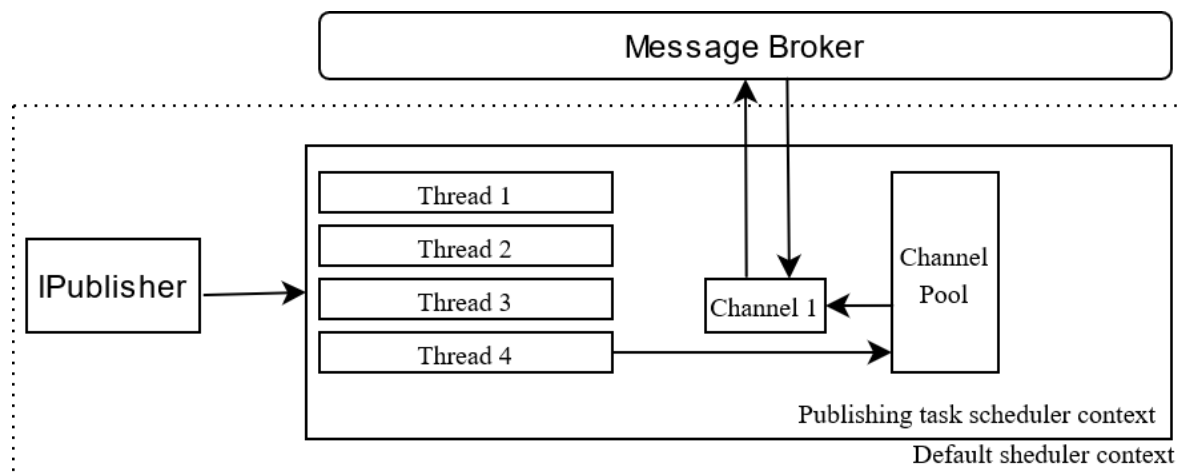 Message Broker
Thread 1
Thread 2
IPublisher
Thread 3
Thread 4
Channel 1
Channel
Pool
Publishing task scheduler context
Default sheduler context